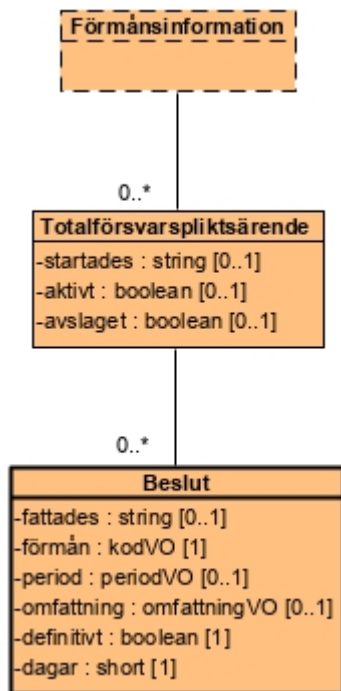 Förmånsinformation
0..*
Totalförsvarspliktsärende
-startades : string [0..1]
-aktivt : boolean [0..1]
-avslaget : boolean [0..1]
0..*
Beslut
-fattades : string [0..1]
-förmån : kodVO [1]
-period : periodVO [0..1]
-omfattning : omfattningVO [0..1]
-definitivt : boolean [1]
-dagar : short [1]